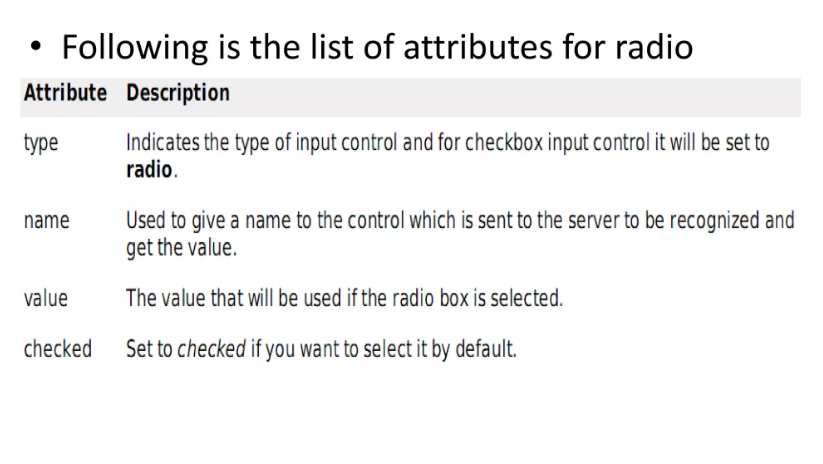 • Following is the list of attributes for radio
Attribute Description
type Indicates the type of input control and for checkbox input control it will be set to
radio.
name Used to give a name to the control which is sent to the server to be recognized and
get the value.
value The value that will be used if the radio box is selected.
checked Set to checked if you want to select it by default.